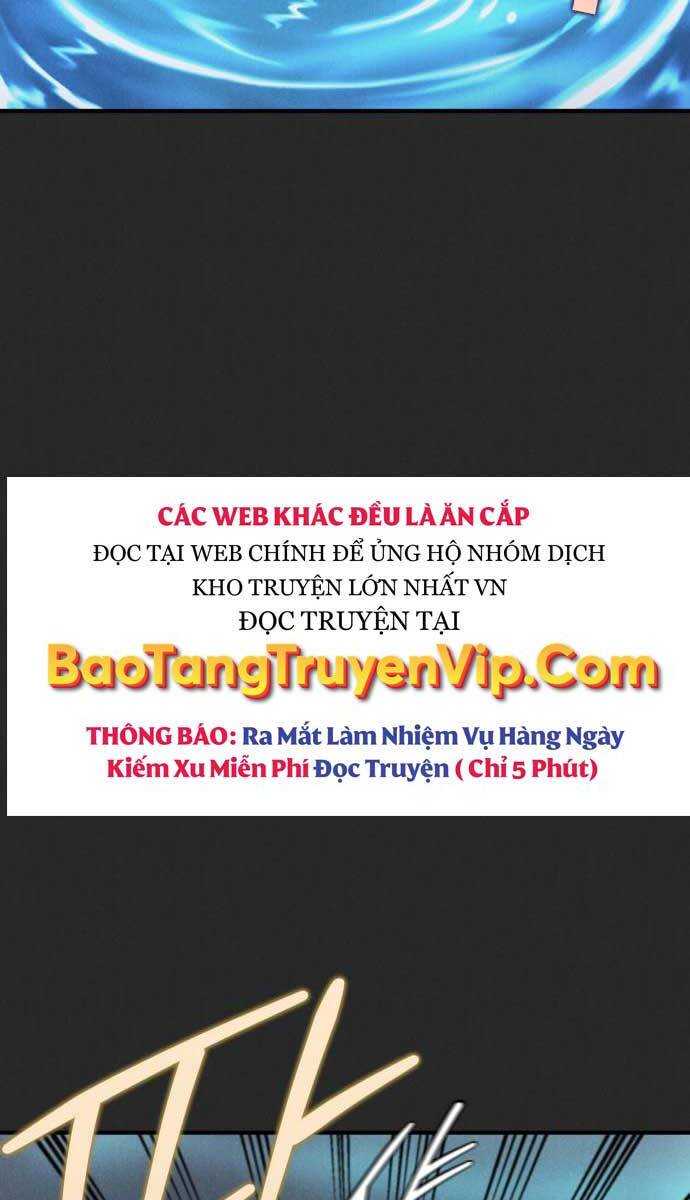 CÁC WEB KHÁC ĐỀU LÀ ĂN CẮP
ĐỌC TẠI WEB CHÍNH ĐỂ ỦNG HỘ NHÓM DỊCH
KHO TRUYỆN LỚN NHẤT VN
ĐỌC TRUYỆN TẠI
BaoTangTruyenVip.Com
THÔNG BÁO: Ra Mắt Làm Nhiệm Vụ Hàng Ngày
Kiếm Xu Miễn Phí Đọc Truyện ( Chỉ 5 Phút)